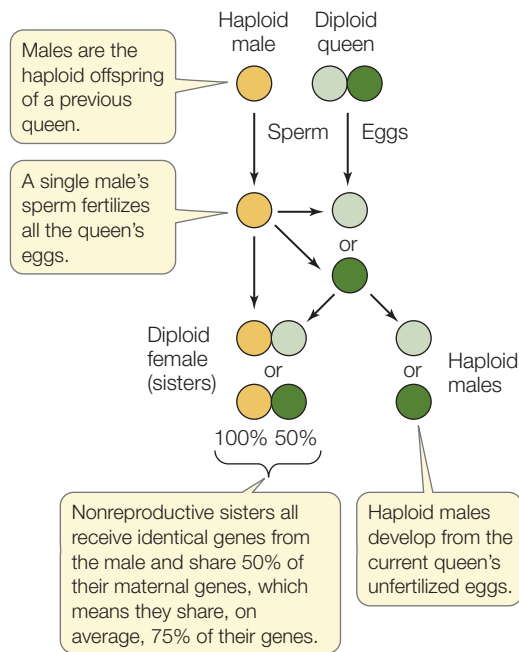 Haploid
male
Diploid
queen
Males are the
haploid offspring
of a previous
queen.
Sperm
Eggs
A single male's
sperm fertilizes
all the queen's
eggs.
or
Diploid
female
(sisters)
or
or
Haploid
males
100% 50%
Nonreproductive sisters all
receive identical genes from
the male and share 50% of
their maternal genes, which
means they share, on
average, 75% of their genes.
Haploid males
develop from the
current queen's
unfertilized eggs.